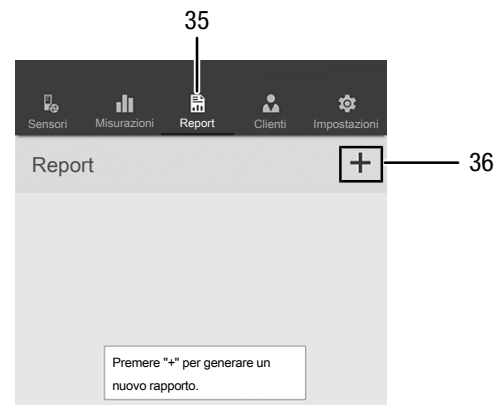 35
Sensori Misurazioni Report Clienti Impostazioni
Report +
36
Premere "+" per generare un
nuovo rapporto.